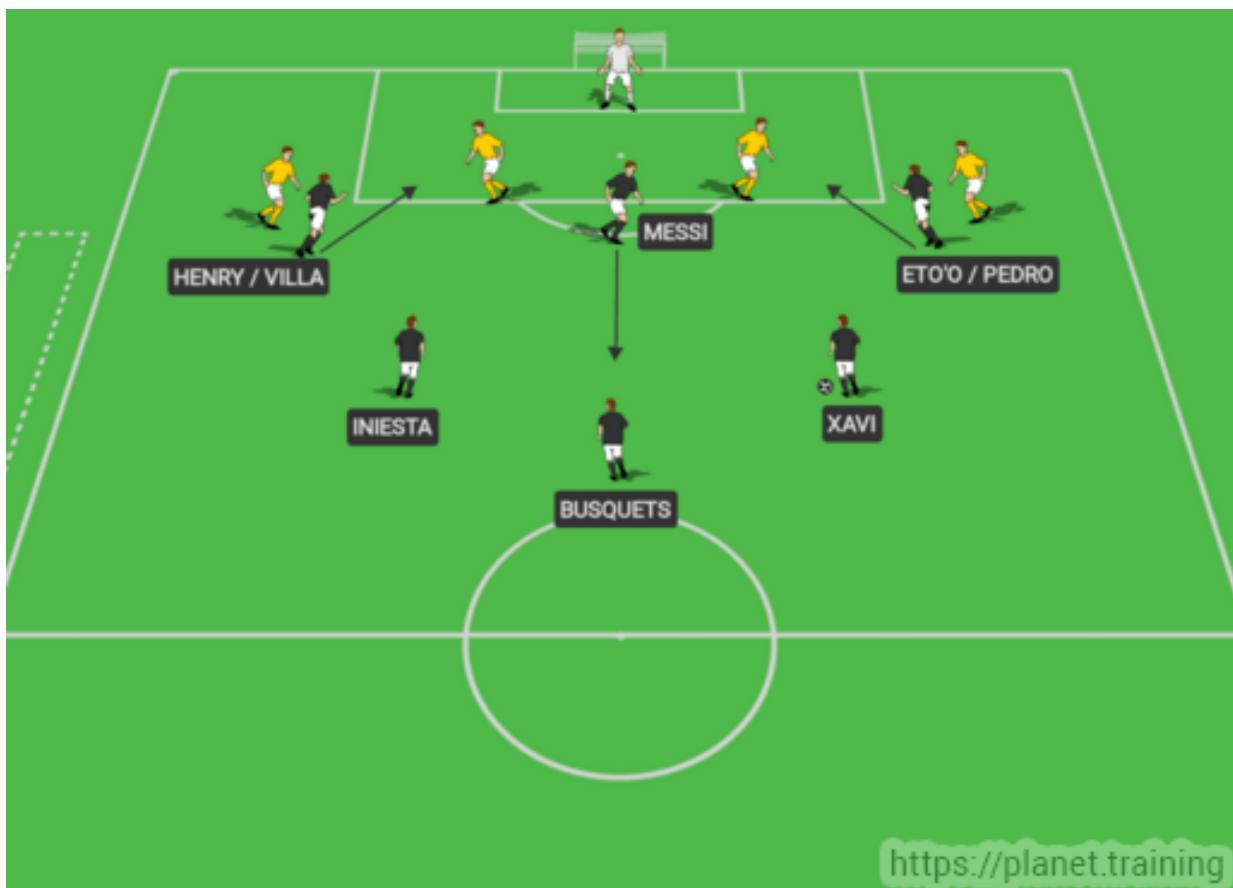 MESSI
HENRY / VILLA
ETO'O / PEDRO
INIESTA
XAVI
BUSQUETS
https://planet.training